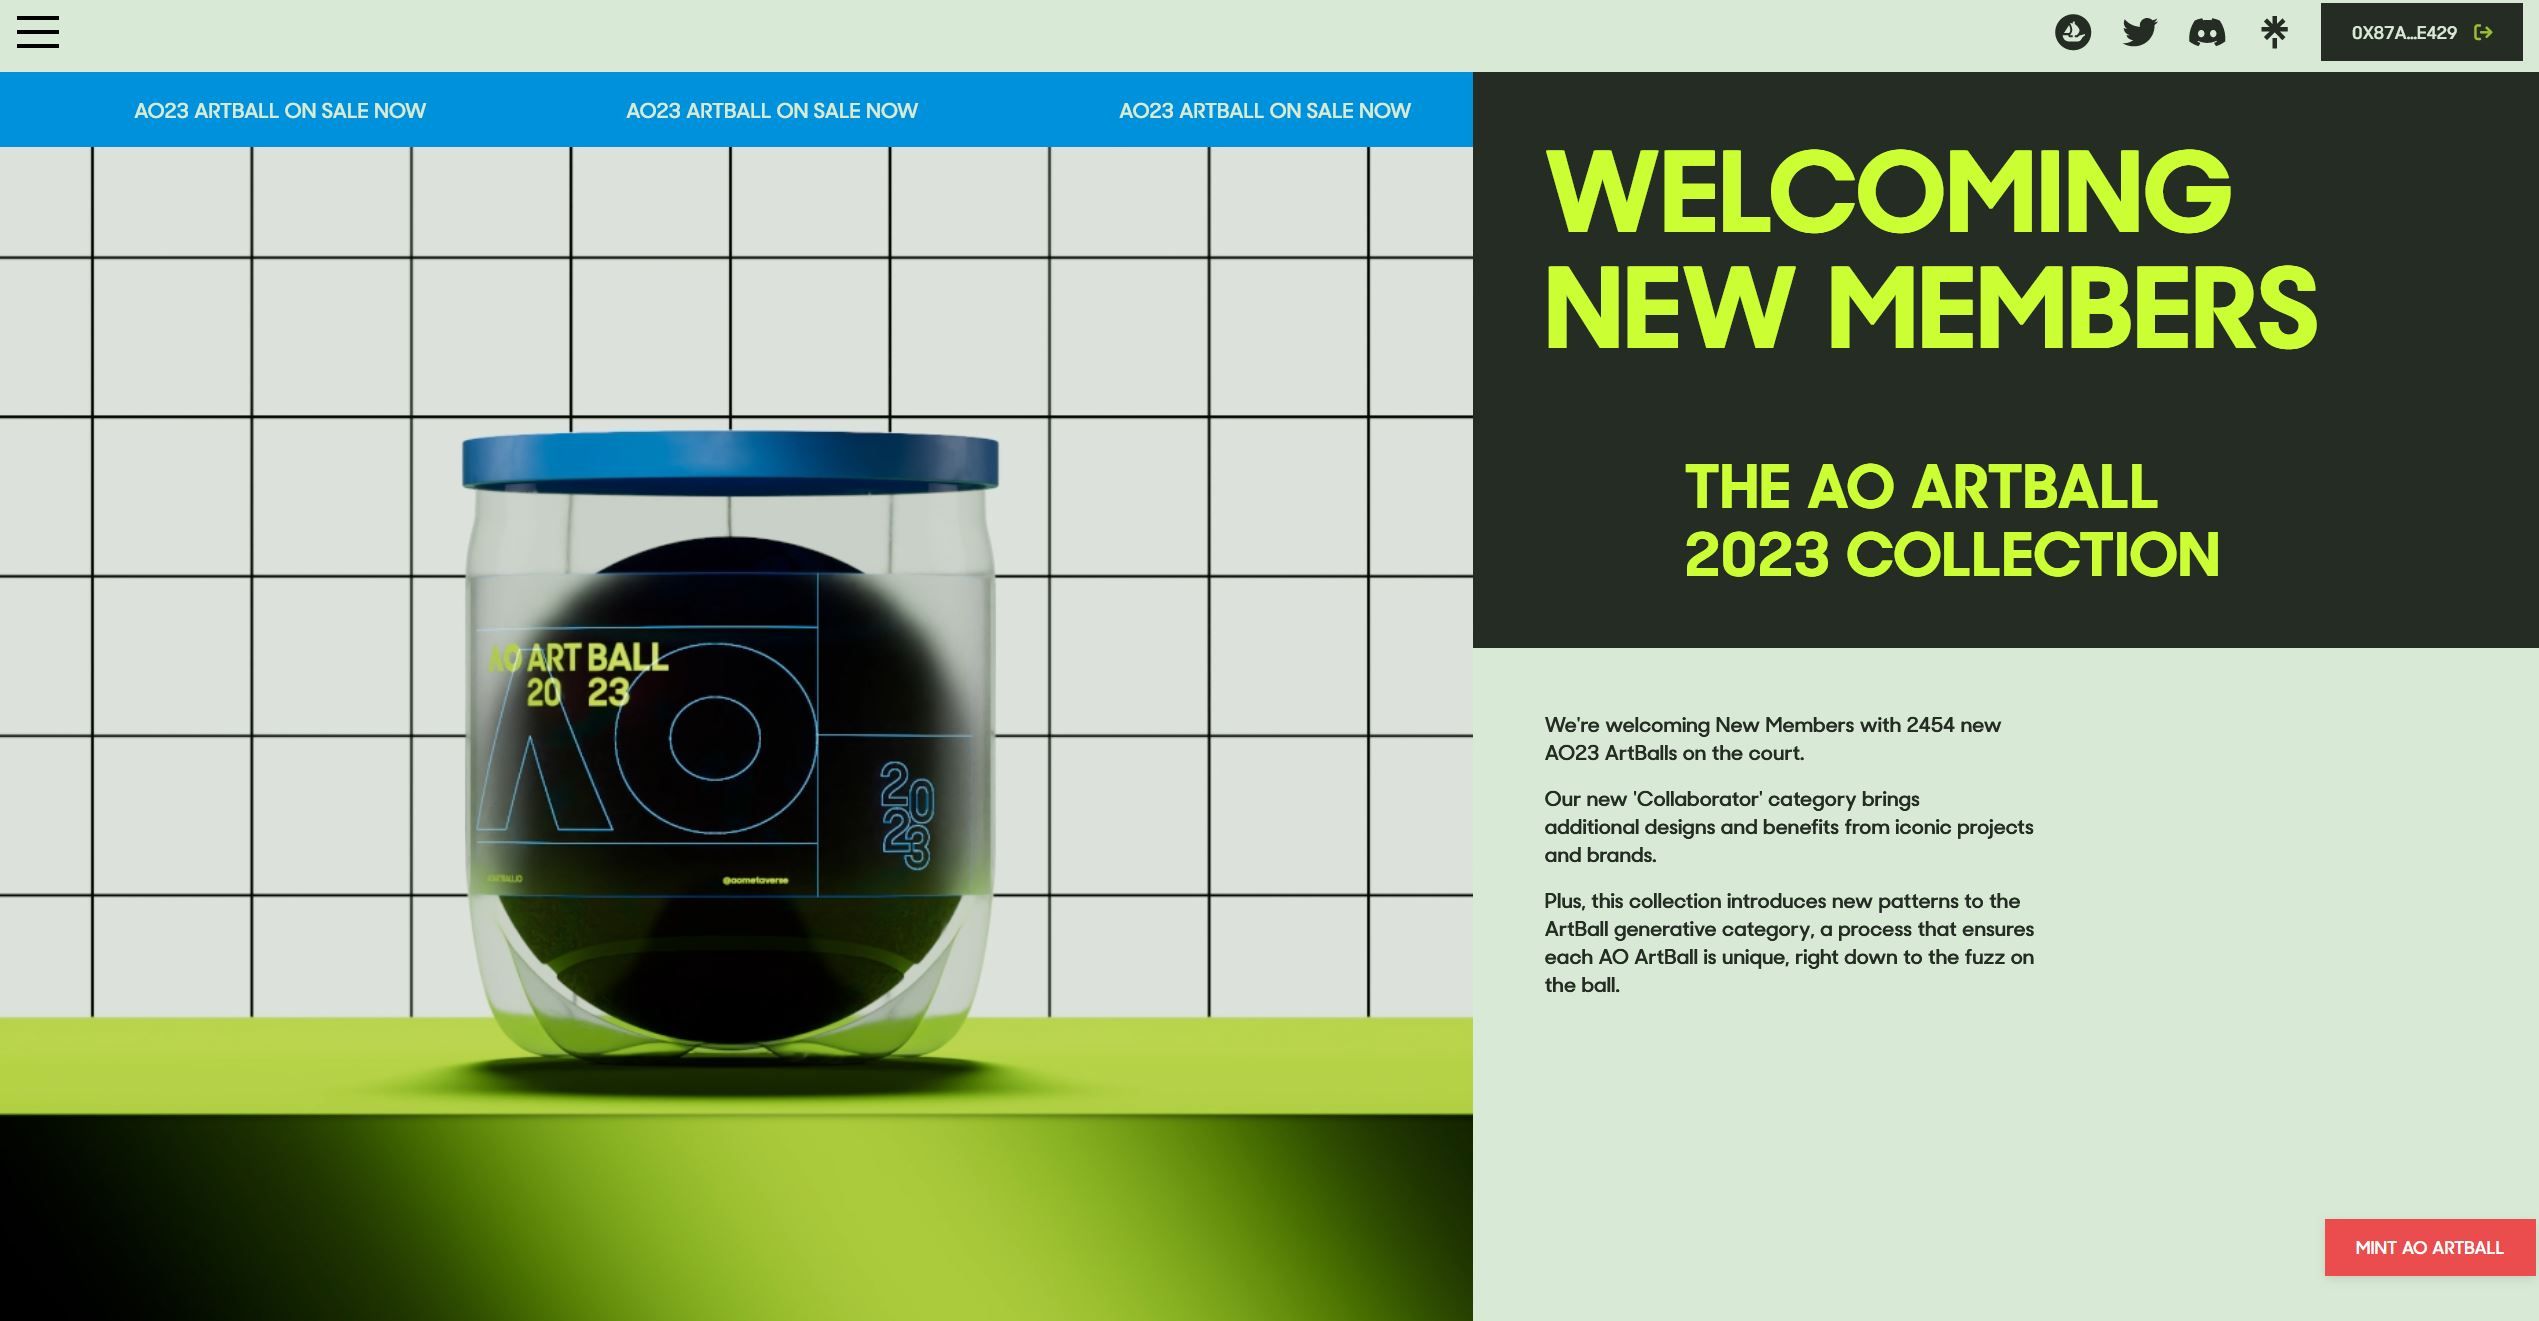 0X87A...E429
AO23 ARTBALL ON SALE NOW
AO23 ARTBALL ON SALE NOW
AO23 ARTBALL ON SALE NOW
AO ART BALL
20 23
AO
2023
@aometaverse
WELCOMING
NEW MEMBERS
THE AO ARTBALL
2023 COLLECTION
We're welcoming New Members with 2454 new
AO23 ArtBalls on the court.
Our new 'Collaborator' category brings
additional designs and benefits from iconic projects
and brands.
Plus, this collection introduces new patterns to the
ArtBall generative category, a process that ensures
each AO ArtBall is unique, right down to the fuzz on
the ball.
MINT AO ARTBALL